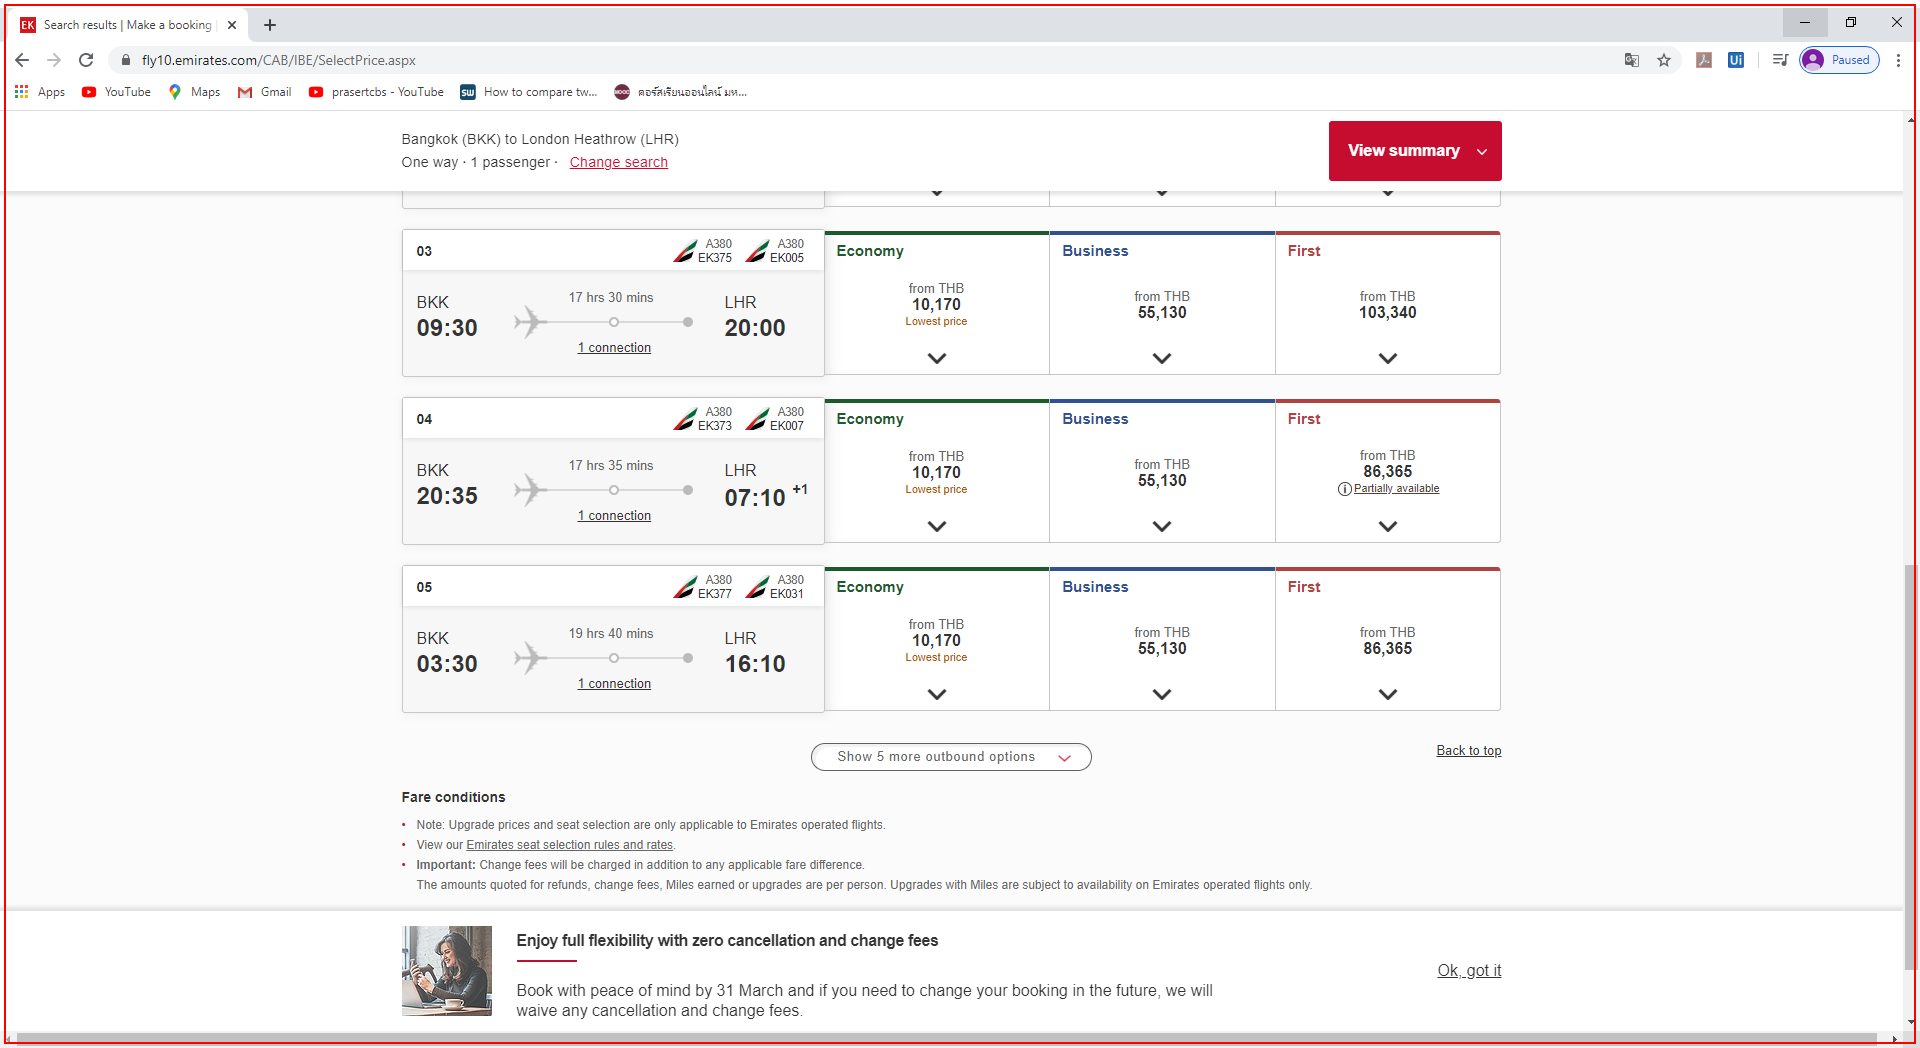 Search results | Make a booking
fly10.emirates.com/CAB/IBE/SelectPrice.aspx
Paused
Apps
YouTube
Maps
Gmail
prasertcbs - YouTube
How to compare tw...
คอร์สเรียนออนไลน์ มห...
Bangkok (BKK) to London Heathrow (LHR)
One way · 1 passenger · Change search
View summary
03
A380
EK375
A380
EK005
BKK
09:30
17 hrs 30 mins
1 connection
LHR
20:00
Economy
from THB
10,170
Lowest price
Business
from THB
55,130
First
from THB
103,340
04
A380
EK373
A380
EK007
BKK
20:35
17 hrs 35 mins
1 connection
LHR
07:10 +1
Economy
from THB
10,170
Lowest price
Business
from THB
55,130
First
from THB
86,365
Partially available
05
A380
EK377
A380
EK031
BKK
03:30
19 hrs 40 mins
1 connection
LHR
16:10
Economy
from THB
10,170
Lowest price
Business
from THB
55,130
First
from THB
86,365
Show 5 more outbound options
Back to top
Fare conditions
• Note: Upgrade prices and seat selection are only applicable to Emirates operated flights.
• View our Emirates seat selection rules and rates.
• Important: Change fees will be charged in addition to any applicable fare difference.
The amounts quoted for refunds, change fees, Miles earned or upgrades are per person. Upgrades with Miles are subject to availability on Emirates operated flights only.
Enjoy full flexibility with zero cancellation and change fees
Book with peace of mind by 31 March and if you need to change your booking in the future, we will
waive any cancellation and change fees.
Ok, got it